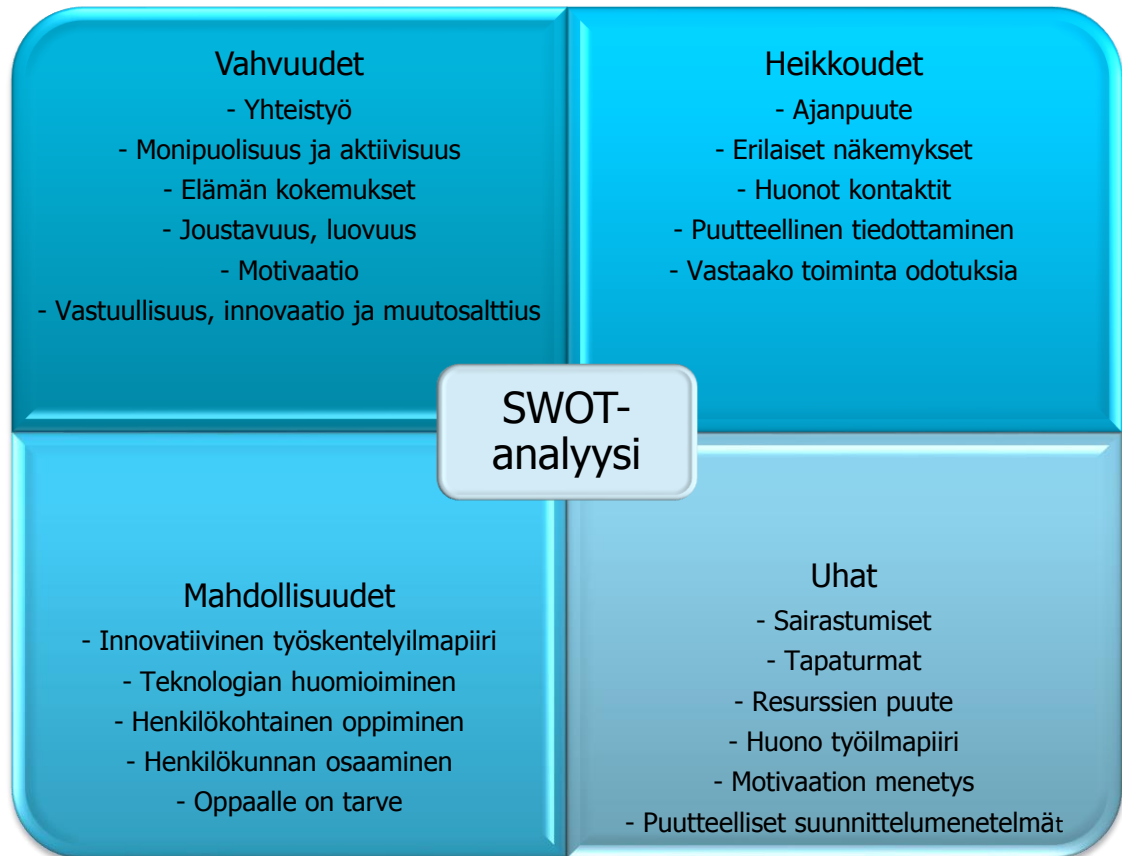 Vahvuudet
- Yhteistyö
- Monipuolisuus ja aktiivisuus
- Elämän kokemukset
- Joustavuus, luovuus
- Motivaatio
- Vastuullisuus, innovaatio ja muutosalttius
Heikkoudet
- Ajanpuute
- Erilaiset näkemykset
- Huonot kontaktit
- Puutteellinen tiedottaminen
- Vastaako toiminta odotuksia
SWOT-
analyysi
Mahdollisuudet
- Innovatiivinen työskentelyilmapiiri
- Teknologian huomioiminen
- Henkilökohtainen oppiminen
- Henkilökunnan osaaminen
- Oppaalle on tarve
Uhat
- Sairastumiset
- Tapaturmat
- Resurssien puute
- Huono työilmapiiri
- Motivaation menetys
- Puutteelliset suunnittelumenetelmät